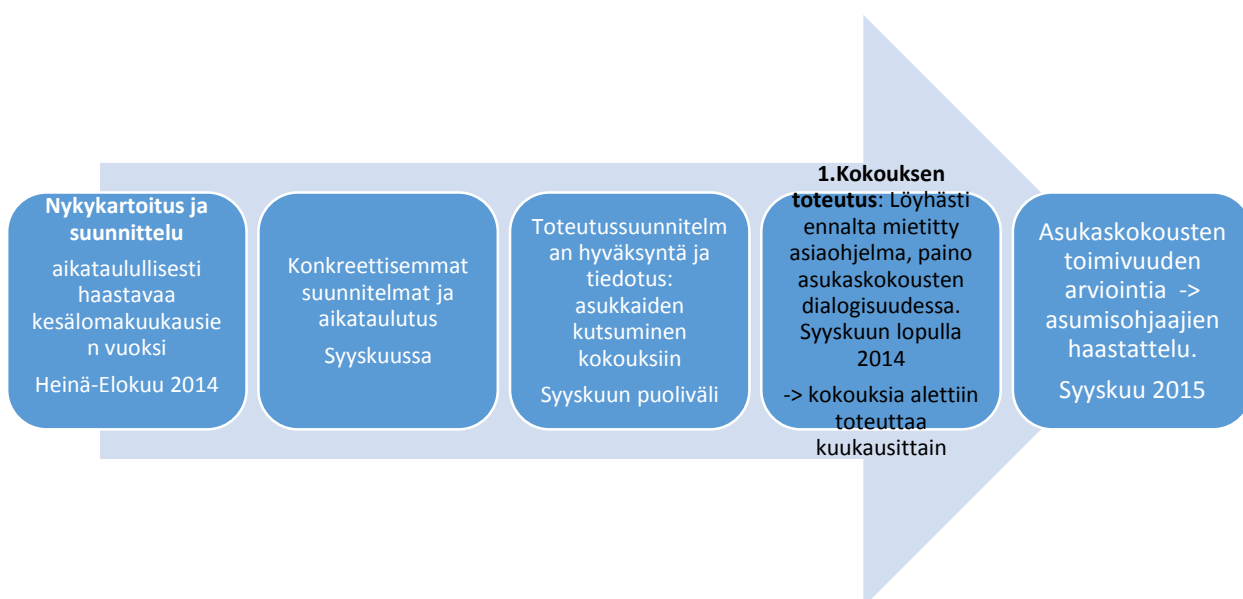 Nykykartoitus ja
suunnittelu
aikataulullisesti
haastavaa
kesälomakuukausie
n vuoksi
Heinä-Elokuu 2014
Konkreettisemmat
suunnitelmat ja
aikataulutus
Syyskuussa
Toteutussuunnitelm
an hyväksyntä ja
tiedotus:
asukkaiden
kutsuminen
kokouksiin
Syyskuun puoliväli
1.Kokouksen
toteutus: Löyhästi
ennalta mietitty
asiaohjelma, paino
asukaskokousten
dialogisuudessa.
Syyskuun lopulla
2014
-> kokouksia alettiin
toteuttaa
kuukausittain
Asukaskokousten
toimivuuden
arviointia ->
asumisohjaajien
haastattelu.
Syyskuu 2015